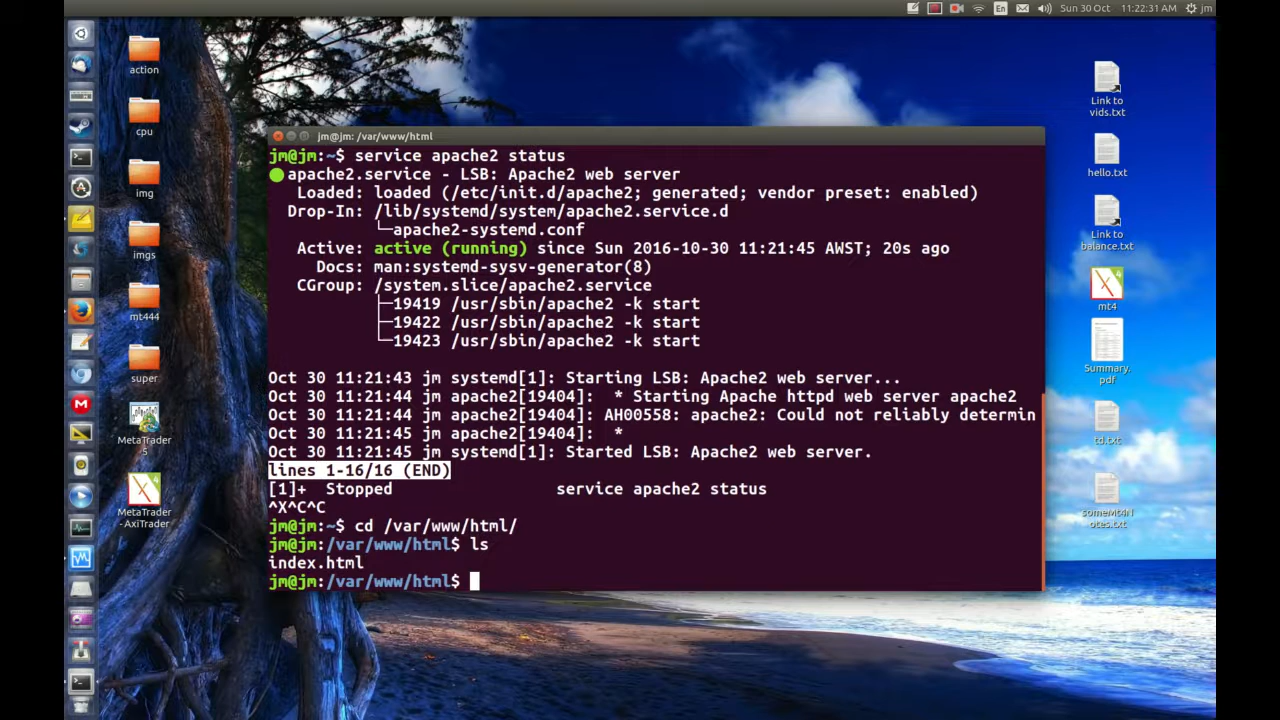 En
Sun 30 Oct
11:22:31 AM
jm
action
cpu
img
imgs
mt444
super
MetaTrader
5
MetaTrader
- AxiTrader
jm@jm: /var/www/html
jm@jm:~$ service apache2 status
apache2.service - LSB: Apache2 web server
Loaded: loaded (/etc/init.d/apache2; generated; vendor preset: enabled)
Drop-In: /lib/systemd/system/apache2.service.d
└─apache2-systemd.conf
Active: active (running) since Sun 2016-10-30 11:21:45 AWST; 20s ago
Docs: man:systemd-sysv-generator(8)
CGroup: /system.slice/apache2.service
├─19419 /usr/sbin/apache2 -k start
├─19422 /usr/sbin/apache2 -k start
└─19423 /usr/sbin/apache2 -k start
Oct 30 11:21:43 jm systemd[1]: Starting LSB: Apache2 web server...
Oct 30 11:21:44 jm apache2[19404]:  * Starting Apache httpd web server apache2
Oct 30 11:21:44 jm apache2[19404]: AH00558: apache2: Could not reliably determin
Oct 30 11:21:45 jm apache2[19404]:  *
Oct 30 11:21:45 jm systemd[1]: Started LSB: Apache2 web server.
lines 1-16/16 (END)
[1]+  Stopped                 service apache2 status
^X^C^C
jm@jm:~$ cd /var/www/html/
jm@jm:/var/www/html$ ls
index.html
jm@jm:/var/www/html$
Link to
vids.txt
hello.txt
Link to
balance.txt
mt4
Summary.
pdf
td.txt
someMt4N
otes.txt